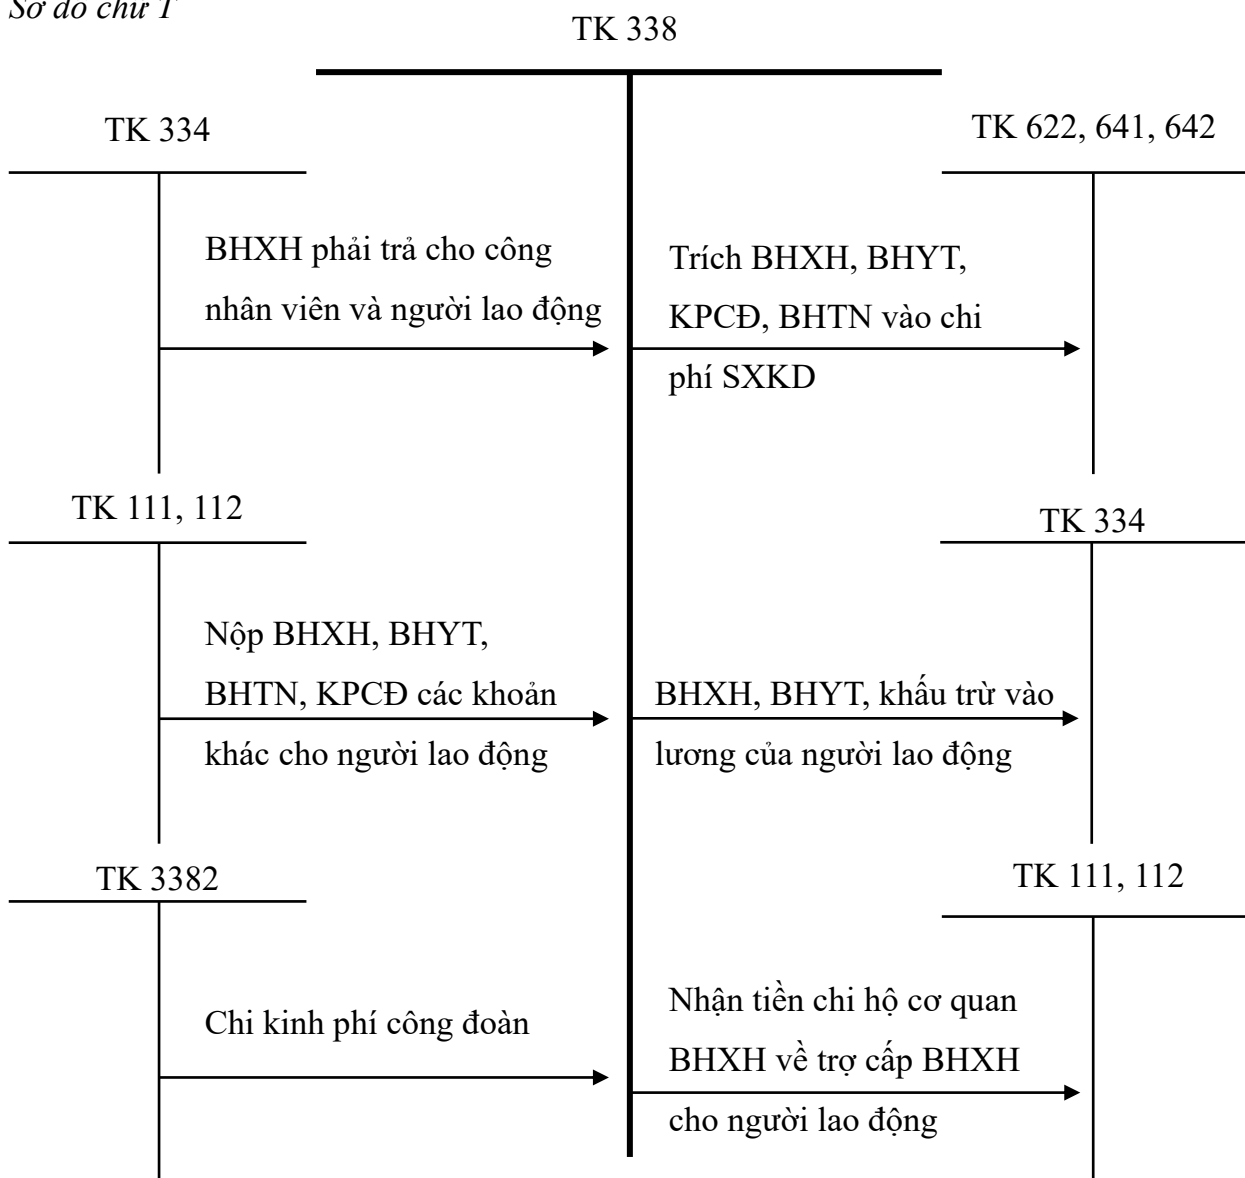 Sơ đồ chữ T
TK 338
TK 334
TK 622, 641, 642
BHXH phải trả cho công
nhân viên và người lao động
Trích BHXH, BHYT,
KPCĐ, BHTN vào chi
phí SXKD
TK 111, 112
TK 334
Nộp BHXH, BHYT,
BHTN, KPCĐ các khoản
khác cho người lao động
BHXH, BHYT, khấu trừ vào
lương của người lao động
TK 3382
TK 111, 112
Chi kinh phí công đoàn
Nhận tiền chi hộ cơ quan
BHXH về trợ cấp BHXH
cho người lao động